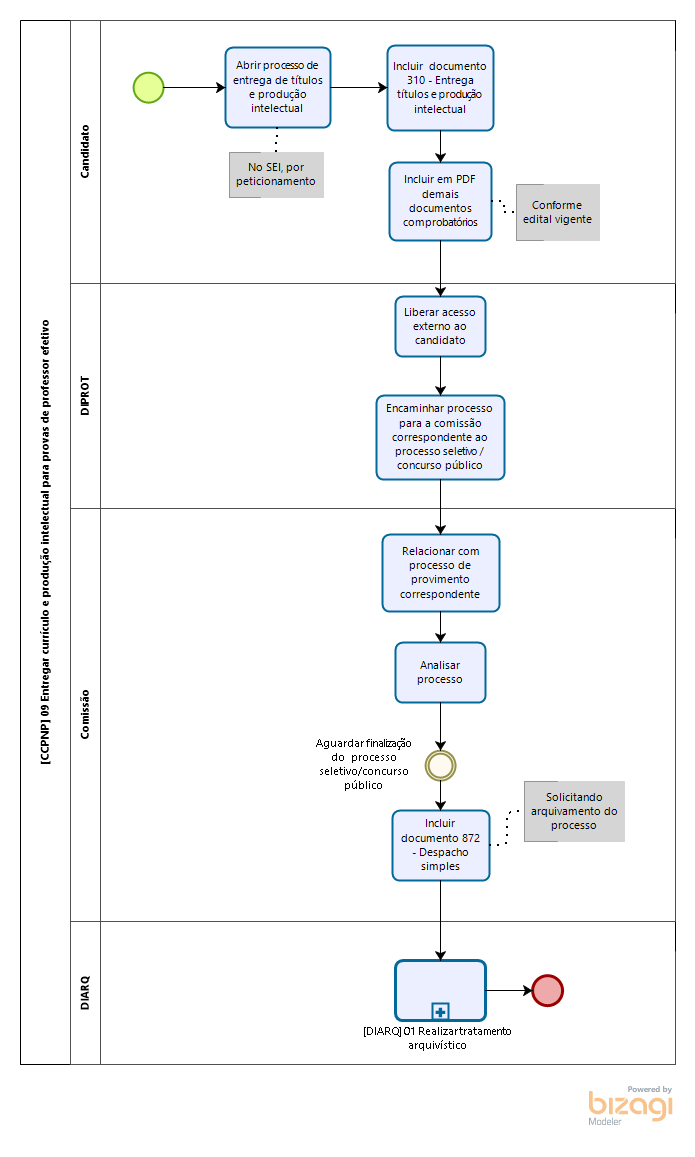 [CCPNP] 09 Entregar currículo e produção intelectual para provas de professor efetivo
Candidato
Abrir processo de
entrega de títulos
e produção
intelectual
Incluir documento
310 - Entrega
títulos e produção
intelectual
No SEI, por
peticionamento
Incluir em PDF
demais
documentos
comprobatórios
Conforme
edital vigente
DIPROT
Liberar acesso
externo ao
candidato
Encaminhar processo
para a comissão
correspondente ao
processo seletivo /
concurso público
Comissão
Relacionar com
processo de
provimento
correspondente
Analisar
processo
Aguardar finalização
do processo
seletivo/concurso
público
Solicitando
arquivamento do
processo
Incluir
documento 872
- Despacho
simples
DIARQ
[DIARQ] 01 Realizar tratamento
arquivístico
Powered by
bizagi
Modeler